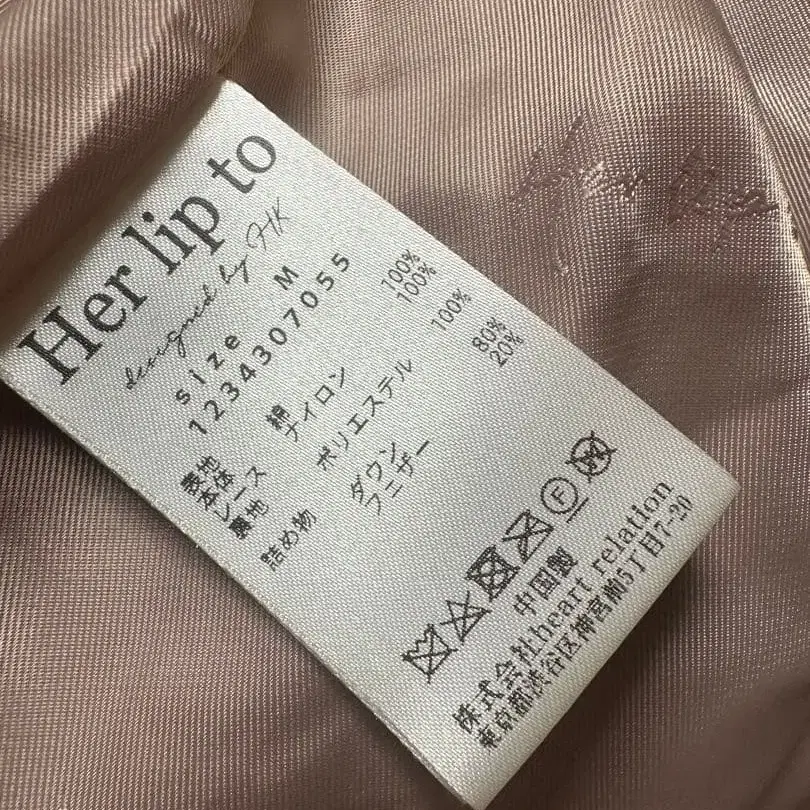 Her lip to
designed by HK
size M
1234307055
表地
本体 綿 100%
レース ナイロン 100%
裏地 ポリエステル 100%
詰め物 ダウン 80%
フェザー 20%
F
W
中国製
株式会社heart relation
東京都渋谷区神宮前5丁目7-20
Her lip to